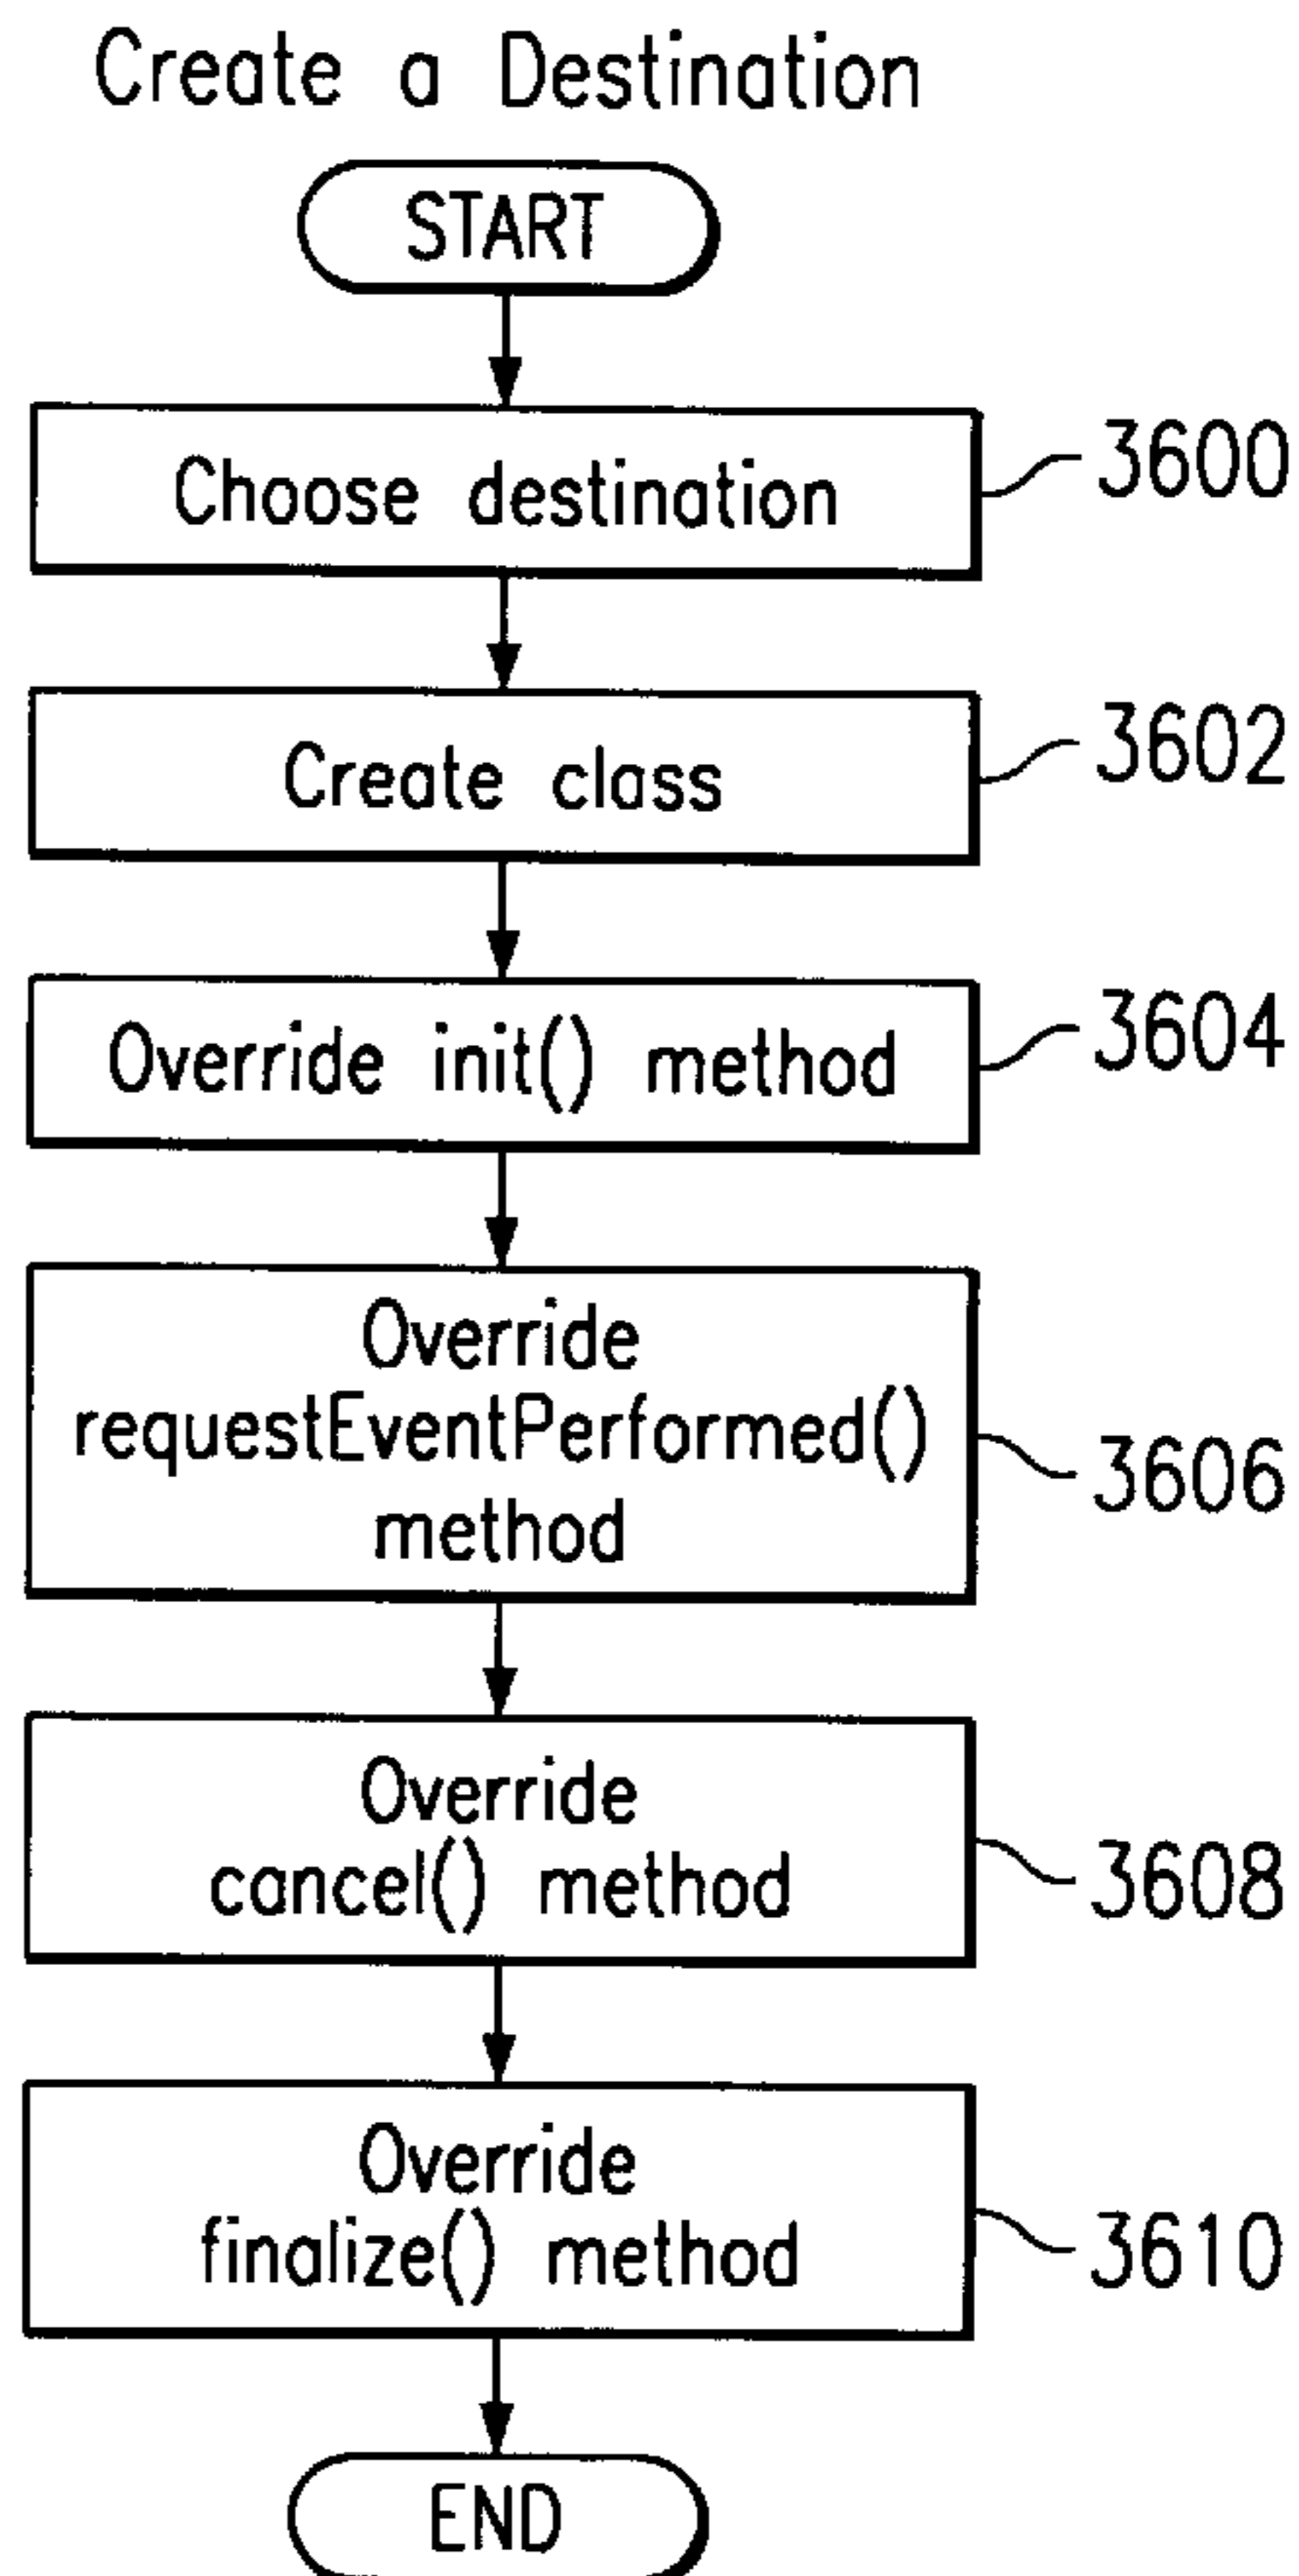 Create a Destination
START
Choose destination
3600
Create class
3602
Override init() method
3604
Override
requestEventPerformed()
method
3606
Override
cancel() method
3608
Override
finalize() method
3610
END